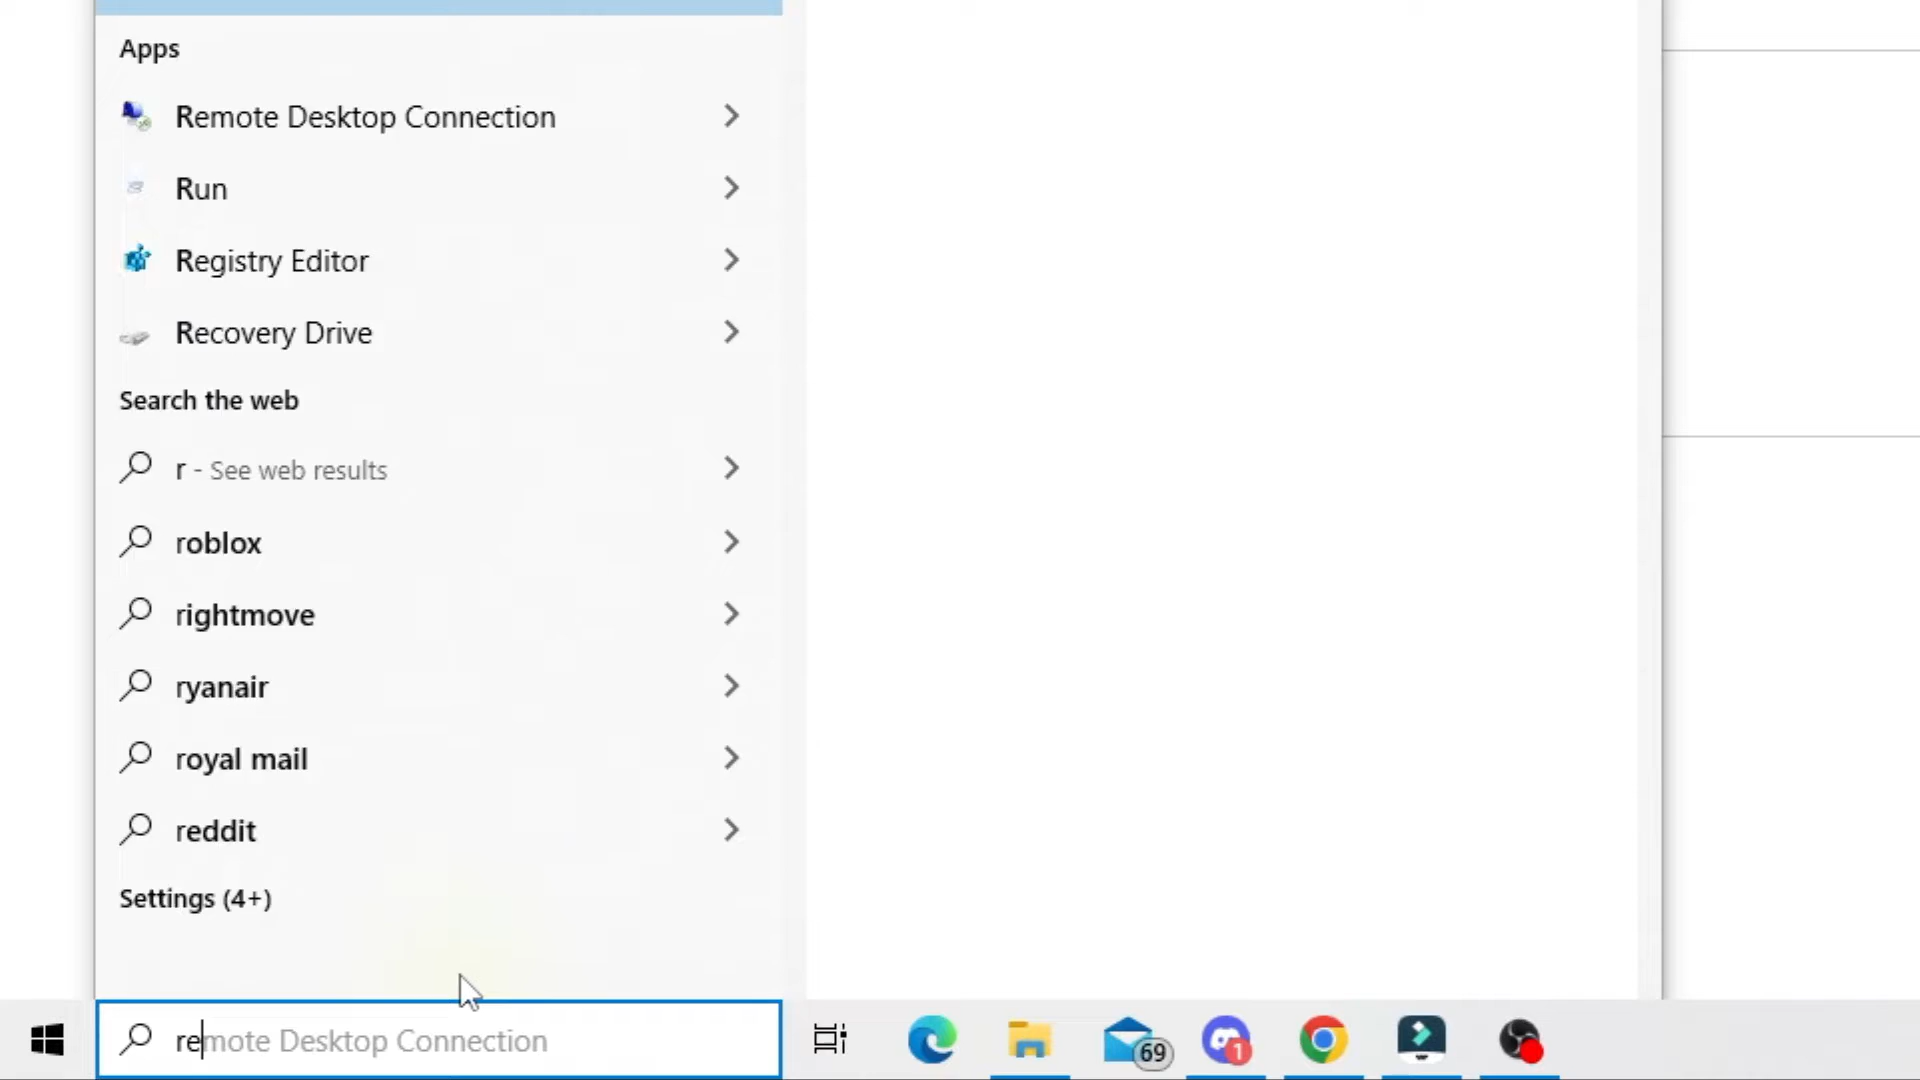 Apps
Remote Desktop Connection
Run
Registry Editor
Recovery Drive
Search the web
r - See web results
roblox
rightmove
ryanair
royal mail
reddit
Settings (4+)
remote Desktop Connection
69
1